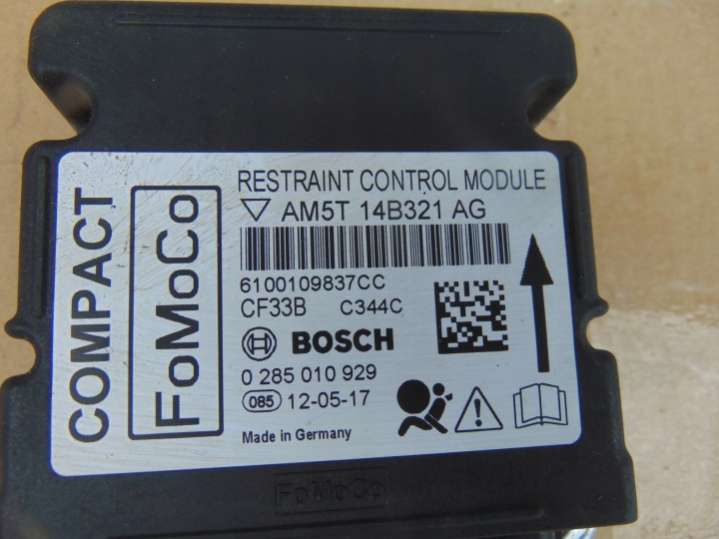 COMPACT
FoMoCo
RESTRAINT CONTROL MODULE
AM5T 14B321 AG
6100109837CC
CF33B C344C
BOSCH
0 285 010 929
085 12-05-17
Made in Germany
FoMoCo